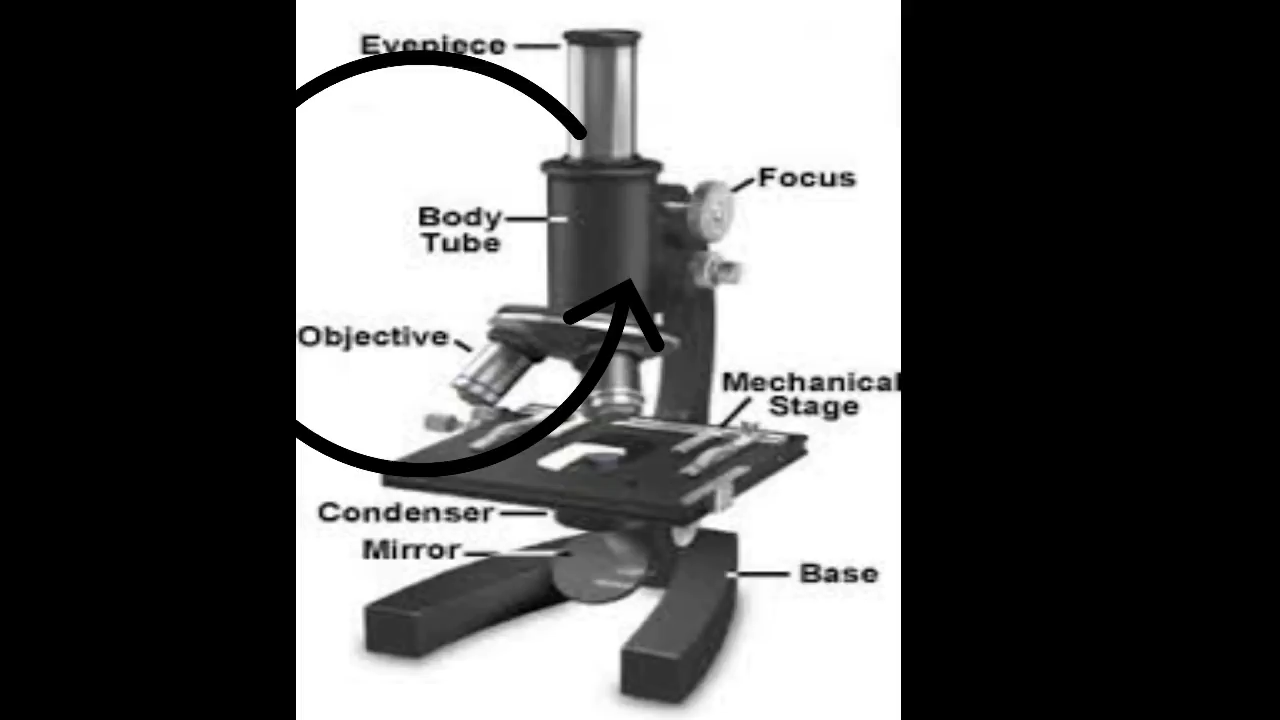 Eyepiece
Focus
Body
Tube
Objective
Mechanical
Stage
Condenser
Mirror
Base